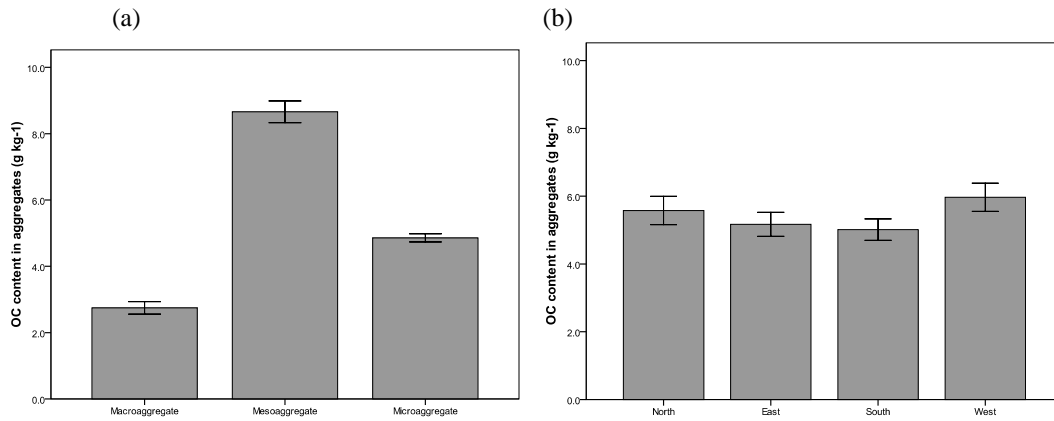 (a)
OC content in aggregates (g kg-1)
10.0
8.0
6.0
4.0
2.0
0.0
Macroaggregate
Mesoaggregate
Microaggregate
(b)
OC content in aggregates (g kg-1)
10.0
8.0
6.0
4.0
2.0
0.0
North
East
South
West